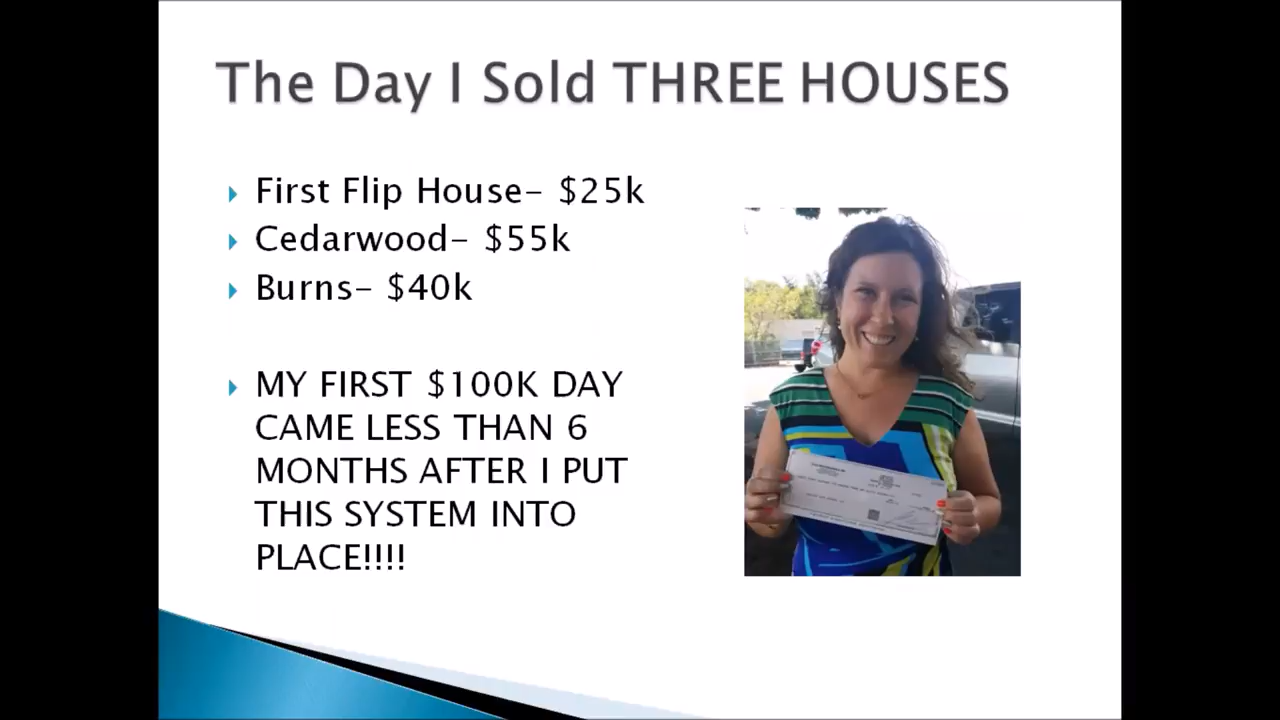 The Day I Sold THREE HOUSES
First Flip House- $25k
Cedarwood- $55k
Burns- $40k
MY FIRST $100K DAY
CAME LESS THAN 6
MONTHS AFTER I PUT
THIS SYSTEM INTO
PLACE!!!!